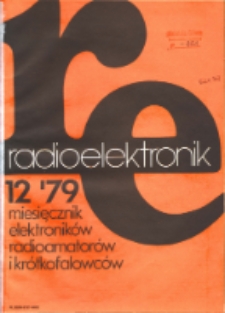 re
radioelektronik
12 '79
miesięcznik
elektroników
radioamatorów
i krótkofalowców